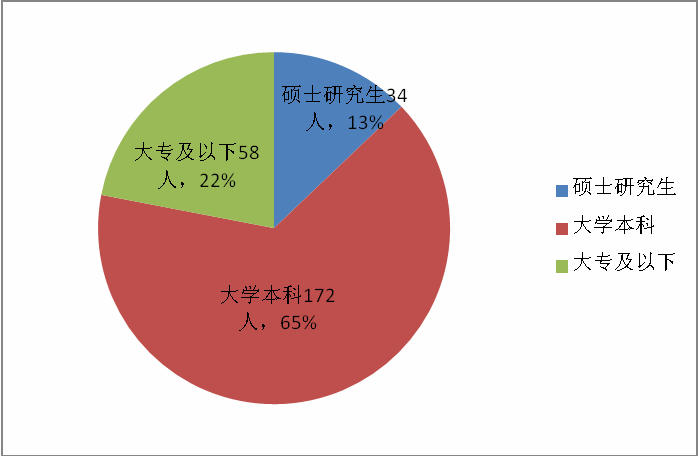 硕士研究生34
人，13%
大专及以下58
人，22%
大学本科172
人，65%
硕士研究生
大学本科
大专及以下